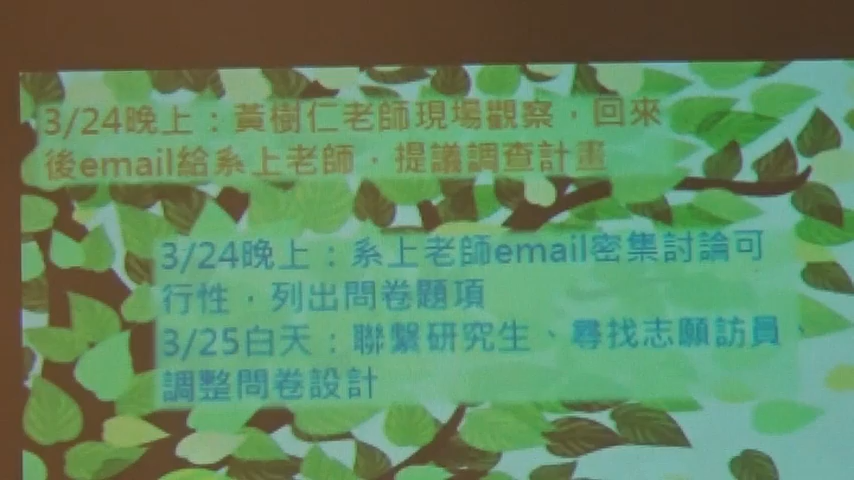 3/24晚上：黃樹仁老師現場觀察，回來
後email給系上老師，提議調查計畫
3/24晚上：系上老師email密集討論可
行性，列出問卷題項
3/25白天：聯繫研究生、尋找志願訪員、
調整問卷設計